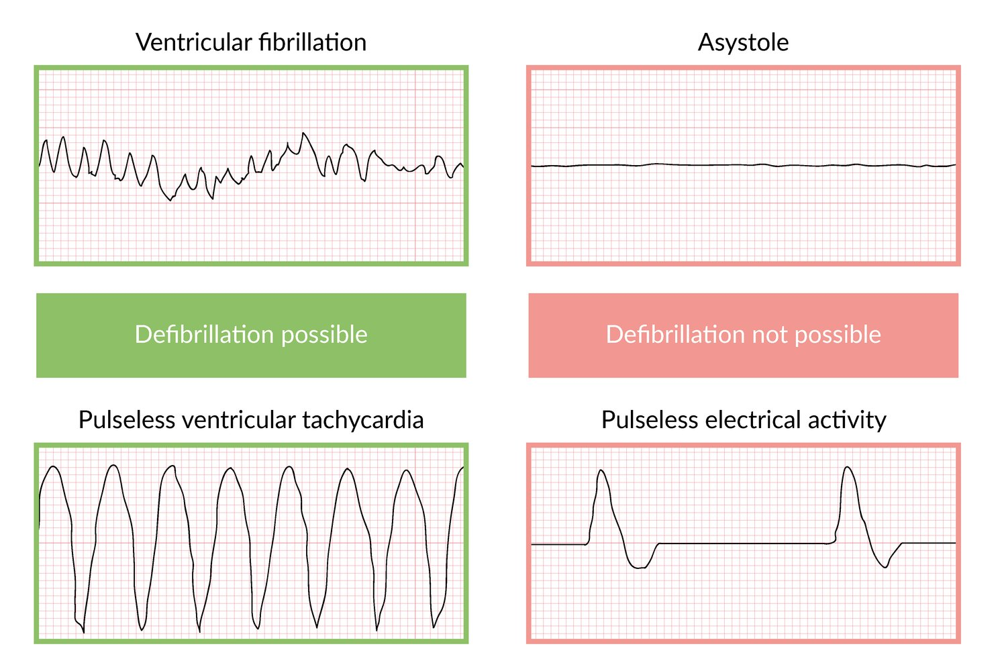 Ventricular fibrillation
Asystole
Defibrillation possible
Defibrillation not possible
Pulseless ventricular tachycardia
Pulseless electrical activity